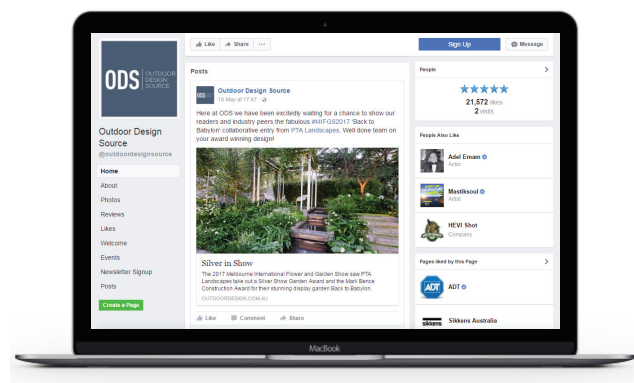 ODS OUTDOOR
DESIGN
SOURCE
Outdoor Design
Source
@outdoordesignsource
Home
About
Photos
Reviews
Likes
Welcome
Events
Newsletter Signup
Posts
Create a Page
Like Share ...
Sign Up
Message
Posts
ODS
Outdoor Design Source
19 May at 17:47
Here at ODS we have been excitedly waiting for a chance to show our
readers and industry peers the fabulous #MIFGS2017 'Back to
Babylon' collaborative entry from PTA Landscapes. Well done team on
your award winning design!
Silver in Show
The 2017 Melbourne International Flower and Garden Show saw PTA
Landscapes take out a Silver Show Garden Award and the Mark Bence
Construction Award for their stunning display garden Back to Babylon.
OUTDOORDESIGN.COM.AU
Like Comment Share
People >
21,572 likes
2 visits
People Also Like
Adel Emam
Actor
Mastiksoul
Artist
HEVI Shot
Company
Pages liked by this Page >
ADT
ADT
sikkens
Sikkens Australia
MacBook